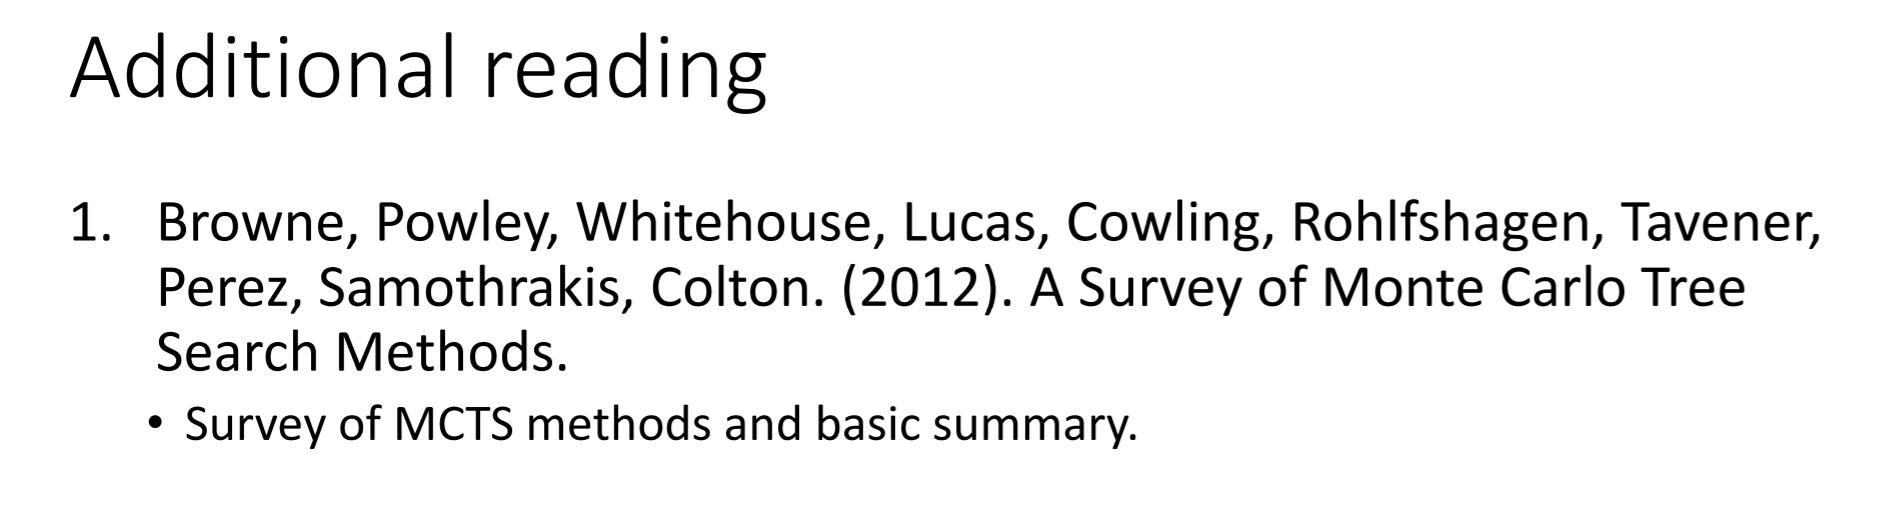 Additional reading
1. Browne, Powley, Whitehouse, Lucas, Cowling, Rohlfshagen, Tavener,
Perez, Samothrakis, Colton. (2012). A Survey of Monte Carlo Tree
Search Methods.
• Survey of MCTS methods and basic summary.